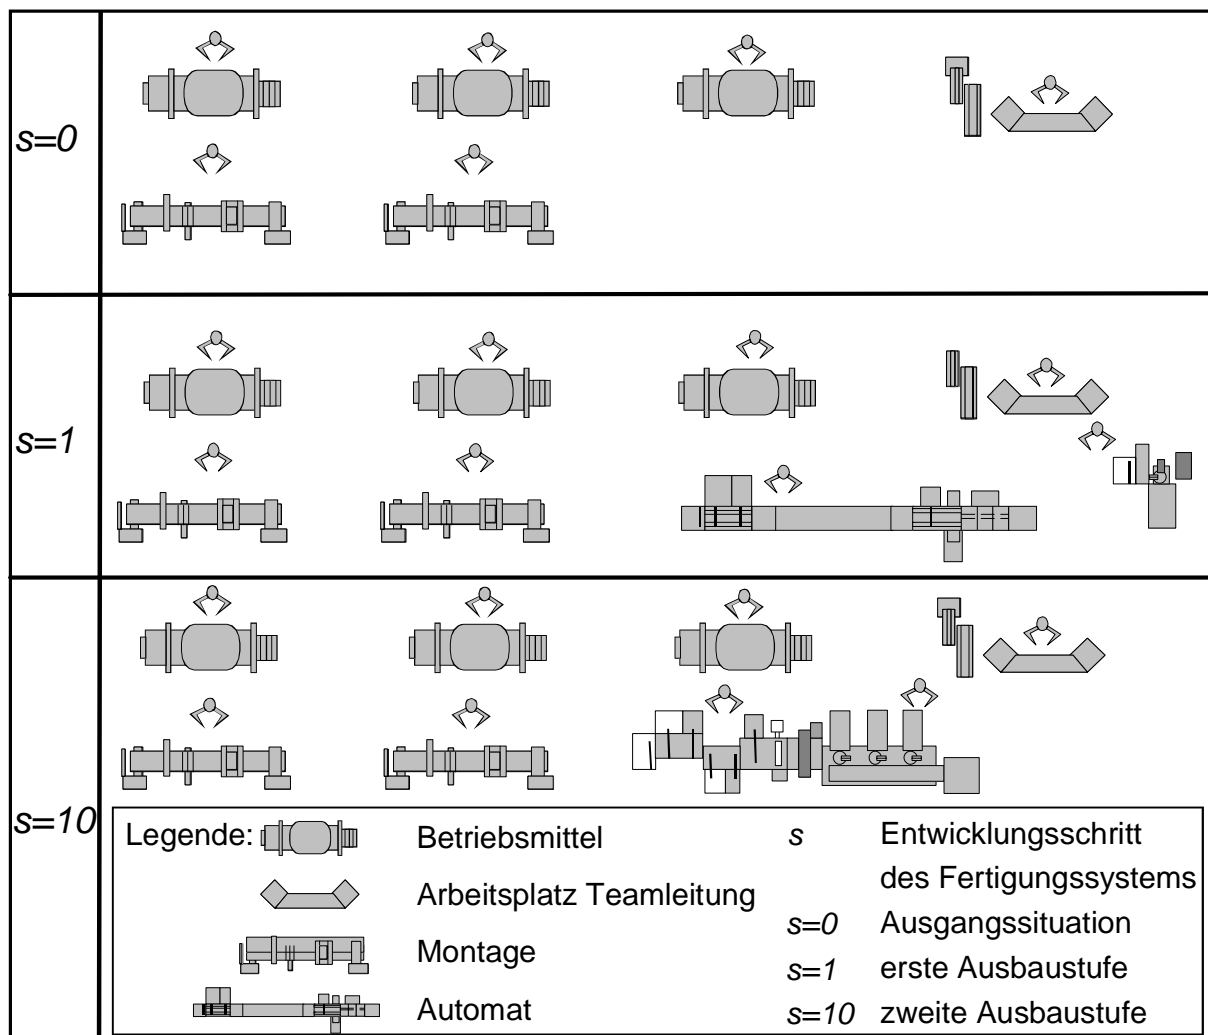 s=0
s=1
s=10
Legende:
Betriebsmittel
Arbeitsplatz Teamleitung
Montage
Automat
s Entwicklungsschritt
des Fertigungssystems
s=0 Ausgangssituation
s=1 erste Ausbaustufe
s=10 zweite Ausbaustufe